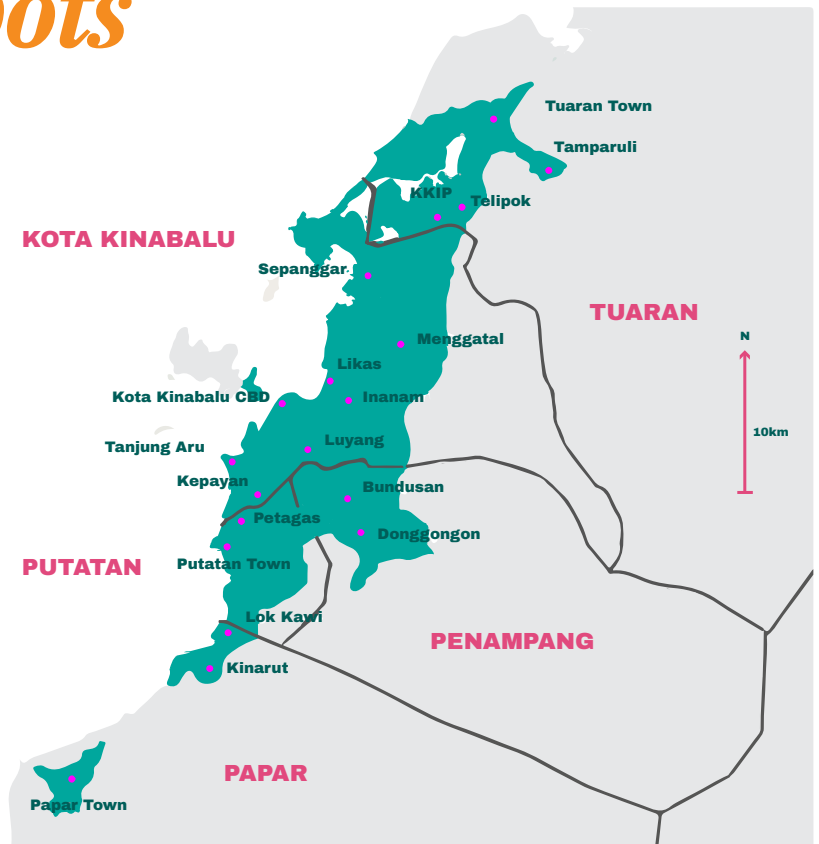 ots
Tuaran Town
Tamparuli
KKIP
Telipok
KOTA KINABALU
Sepanggar
TUARAN
N
Menggatal
Likas
Kota Kinabalu CBD
Inanam
10km
Luyang
Tanjung Aru
Kepayan
Bundusan
Petagas
Donggongon
PUTATAN
Putatan Town
Lok Kawi
PENAMPANG
Kinarut
PAPAR
Papar Town